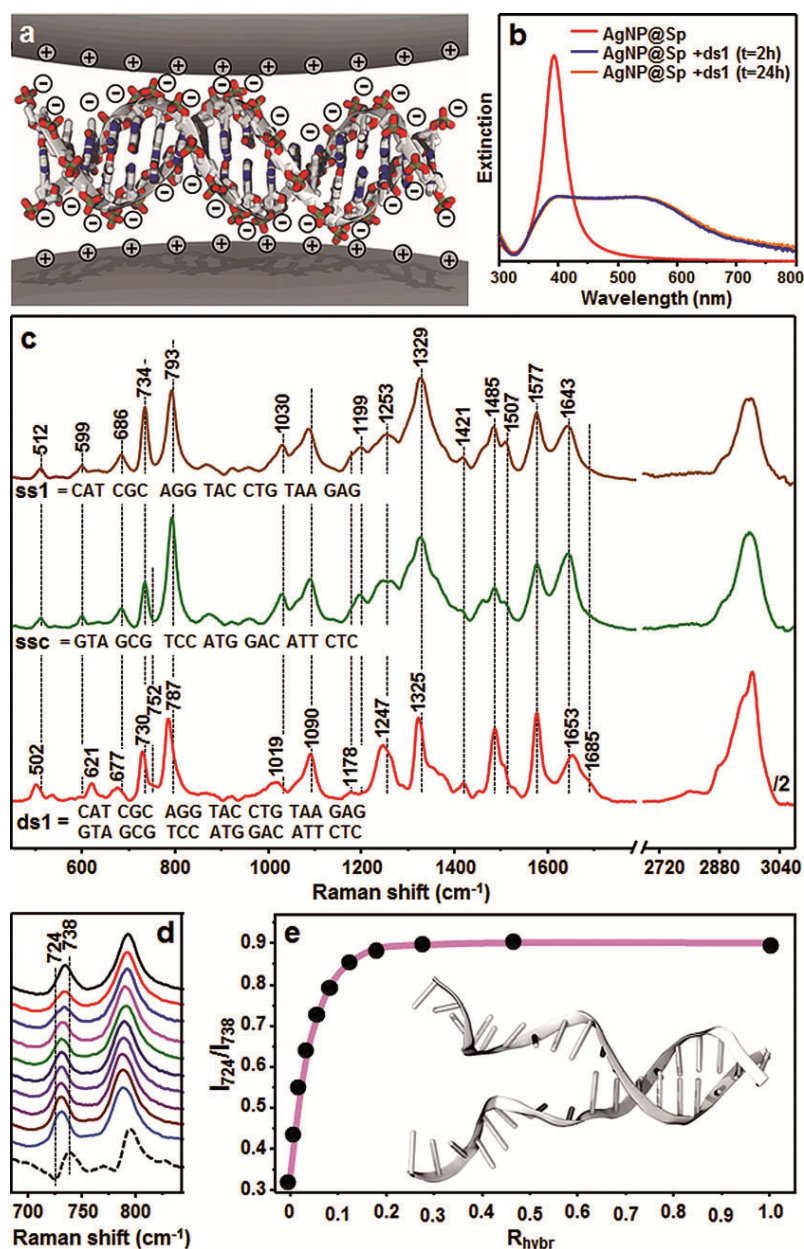 a
b
AgNP@Sp
AgNP@Sp +ds1 (t=2h)
AgNP@Sp +ds1 (t=24h)
Extinction
300 400 500 600 700 800
Wavelength (nm)
c
512 599 686 734 793 1030 1199 1253 1329 1421 1485 1507 1577 1643
ss1 = CAT CGC AGG TAC CTG TAA GAG
ssc = GTA GCG TCC ATG GAC ATT CTC
502 621 677 730 752 787 1019 1090 1178 1247 1325 1653 1685
/2
ds1 = CAT CGC AGG TAC CTG TAA GAG
GTA GCG TCC ATG GAC ATT CTC
600 800 1000 1200 1400 1600 2720 2880 3040
Raman shift (cm⁻¹)
d
724 738
700 750 800
Raman shift (cm⁻¹)
e
I724/I738
0.9
0.8
0.7
0.6
0.5
0.4
0.3
0 0.1 0.2 0.3 0.4 0.5 0.6 0.7 0.8 0.9 1.0
Rhybr